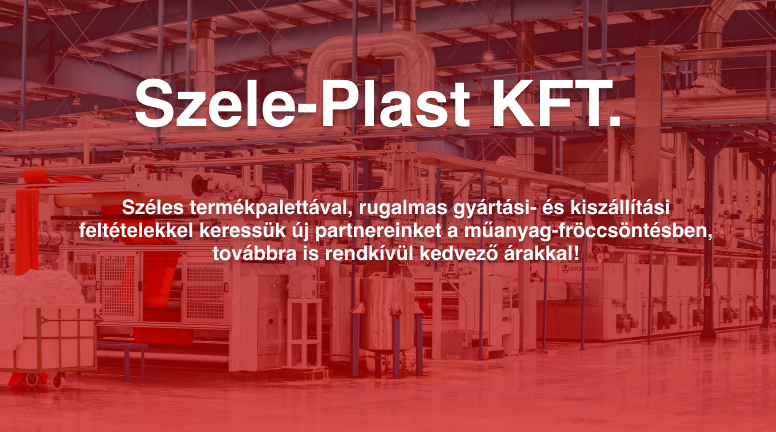 Szele-Plast KFT.
Széles termékpalettával, rugalmas gyártási- és kiszállítási
feltételekkel keressük új partnereinket a műanyag-fröccsöntésben,
továbbra is rendkívül kedvező árakkal!